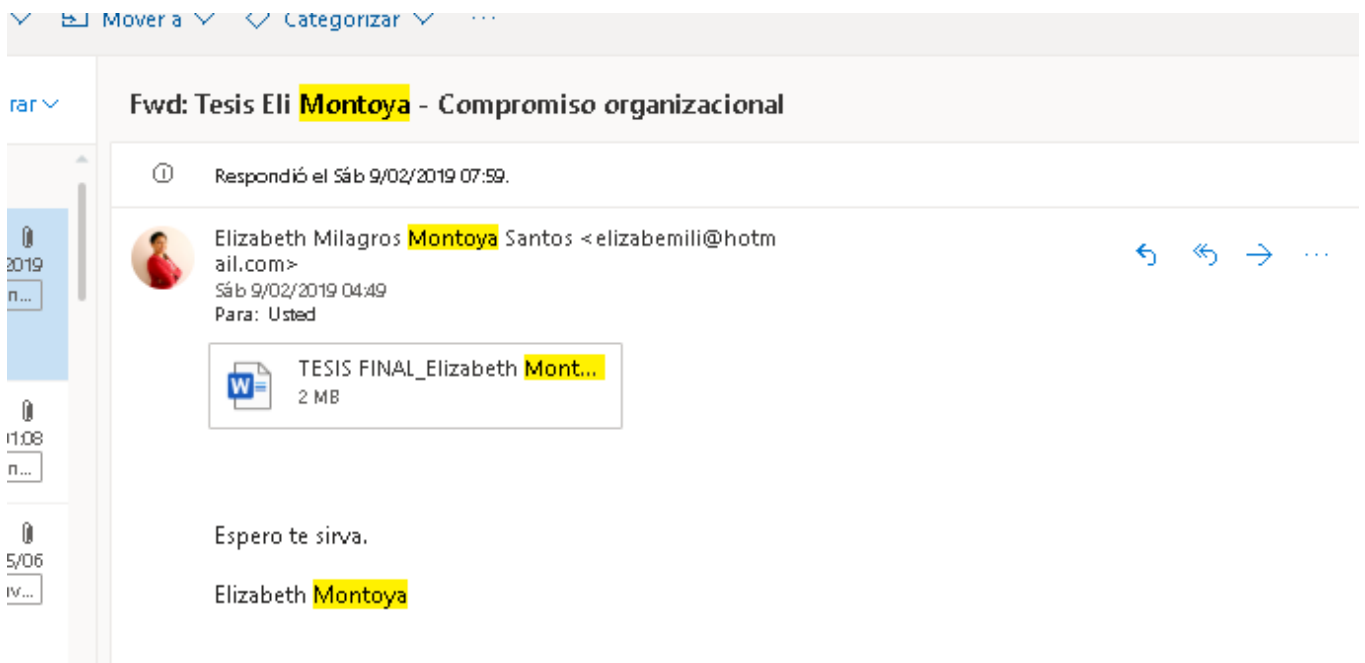 Mover a Categorizar ...
rar
Fwd: Tesis Eli Montoya - Compromiso organizacional
Respondió el Sáb 9/02/2019 07:59.
Elizabeth Milagros Montoya Santos <elizabemili@hotm
ail.com>
Sáb 9/02/2019 04:49
Para: Usted
TESIS FINAL_Elizabeth Mont...
2 MB
2019
n...
1:08
n...
5/06
Espero te sirva.
Elizabeth Montoya